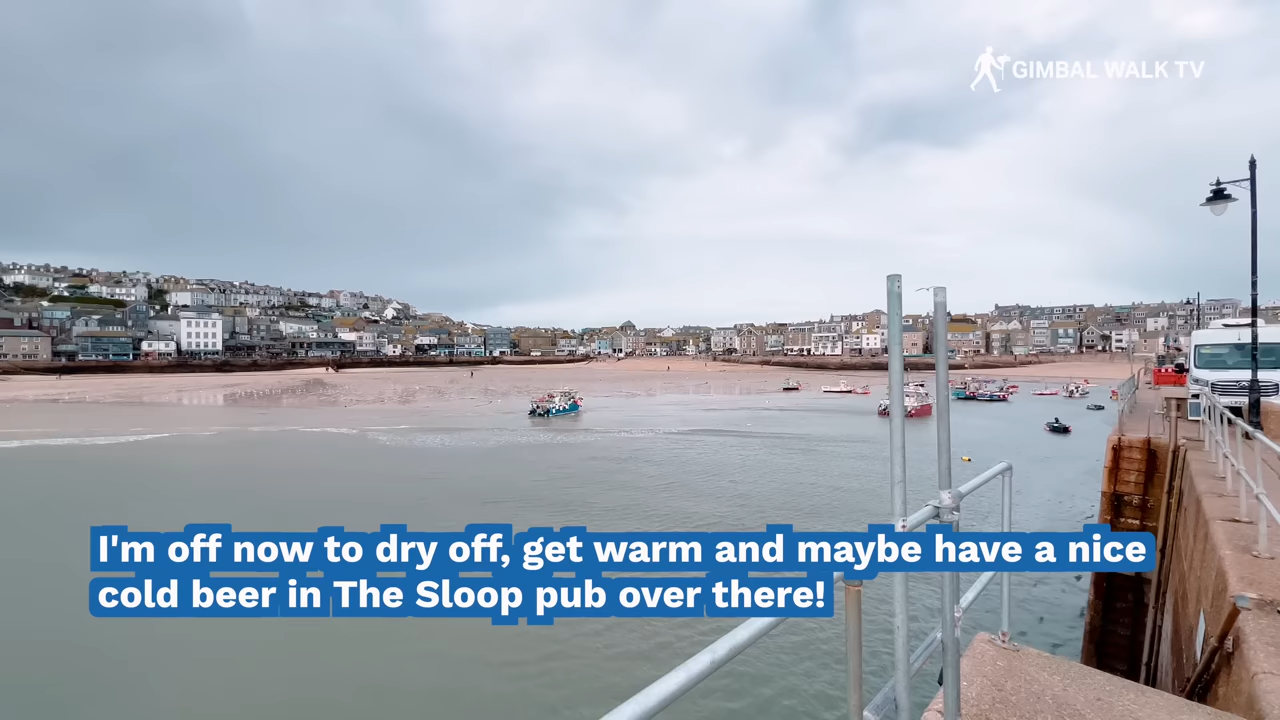 GIMBAL WALK TV
I'm off now to dry off, get warm and maybe have a nice
cold beer in The Sloop pub over there!